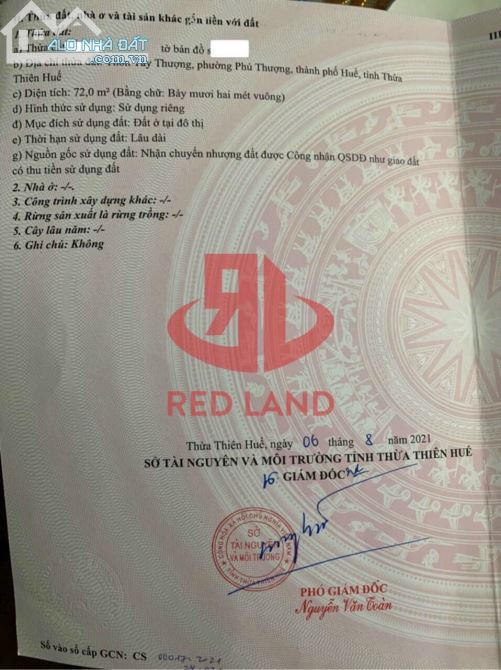 II. Thửa đất, nhà ở và tài sản khác gắn liền với đất
1. Thửa đất:
a) Thửa tờ bản đồ s
ALO NHÀ ĐẤT
.com.vn
b) Địa chỉ thửa đất: Thôn Tây Thượng, phường Phú Thượng, thành phố Huế, tỉnh Thừa
Thiên Huế
c) Diện tích: 72,0 m² (Bằng chữ: Bảy mươi hai mét vuông)
d) Hình thức sử dụng: Sử dụng riêng
đ) Mục đích sử dụng: Đất ở tại đô thị
e) Thời hạn sử dụng đất: Lâu dài
g) Nguồn gốc sử dụng đất: Nhận chuyển nhượng đất được Công nhận QSDĐ như giao đất
có thu tiền sử dụng đất
2. Nhà ở: -/-.
3. Công trình xây dựng khác: -/-
4. Rừng sản xuất là rừng trồng: -/-
5. Cây lâu năm: -/-
6. Ghi chú: Không
III
RED LAND
Thừa Thiên Huế, ngày 06 tháng 8 năm 2021
SỞ TÀI NGUYÊN VÀ MÔI TRƯỜNG TỈNH THỪA THIÊN HUẾ
GIÁM ĐỐC
SỞ
TÀI NGUYÊN
VÀ MÔI TRƯỜNG
PHÓ GIÁM ĐỐC
Nguyễn Văn Toàn
Số vào sổ cấp GCN: CS